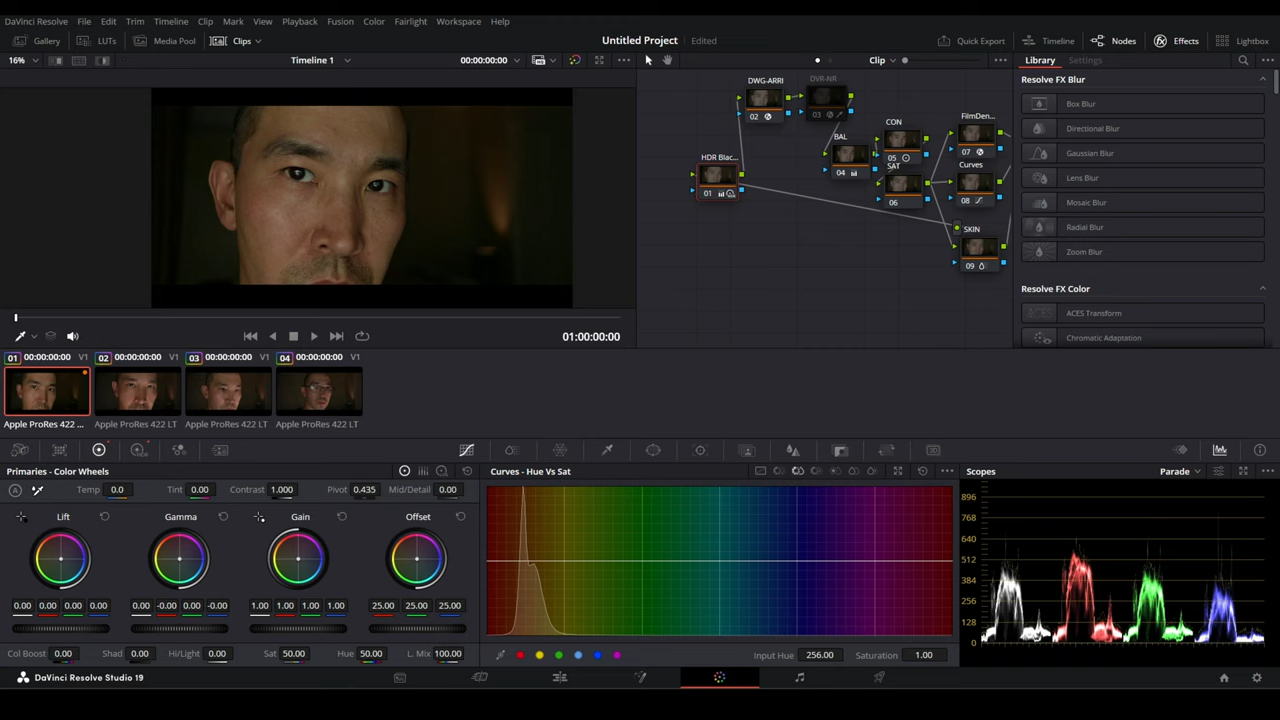 DaVinci Resolve File Edit Trim Timeline Clip Mark View Playback Fusion Color Fairlight Workspace Help
Gallery LUTs Media Pool Clips Untitled Project Edited Quick Export Timeline Nodes Effects Lightbox
16% Timeline 1 00:00:00:00 Clip Library Settings
Resolve FX Blur
Box Blur
Directional Blur
Gaussian Blur
Lens Blur
Mosaic Blur
Radial Blur
Zoom Blur
Resolve FX Color
ACES Transform
Chromatic Adaptation
DWG-ARRI DVR-NR
02 03
CON FilmDen...
BAL 05 07
HDR Blac... 04 SAT Curves
01 06 08
SKIN
09
01:00:00:00
01 00:00:00:00 V1 02 00:00:00:00 V1 03 00:00:00:00 V1 04 00:00:00:00 V1
Apple ProRes 422 ... Apple ProRes 422 LT Apple ProRes 422 LT Apple ProRes 422 LT
Primaries - Color Wheels Curves - Hue Vs Sat Scopes Parade
Temp 0.0 Tint 0.00 Contrast 1.000 Pivot 0.435 Mid/Detail 0.00
Lift Gamma Gain Offset
0.00 0.00 0.00 0.00 0.00 -0.00 0.00 -0.00 1.00 1.00 1.00 1.00 25.00 25.00 25.00
Col Boost 0.00 Shad 0.00 Hi/Light 0.00 Sat 50.00 Hue 50.00 L. Mix 100.00
Input Hue 256.00 Saturation 1.00
896
768
640
512
384
256
128
0
DaVinci Resolve Studio 19